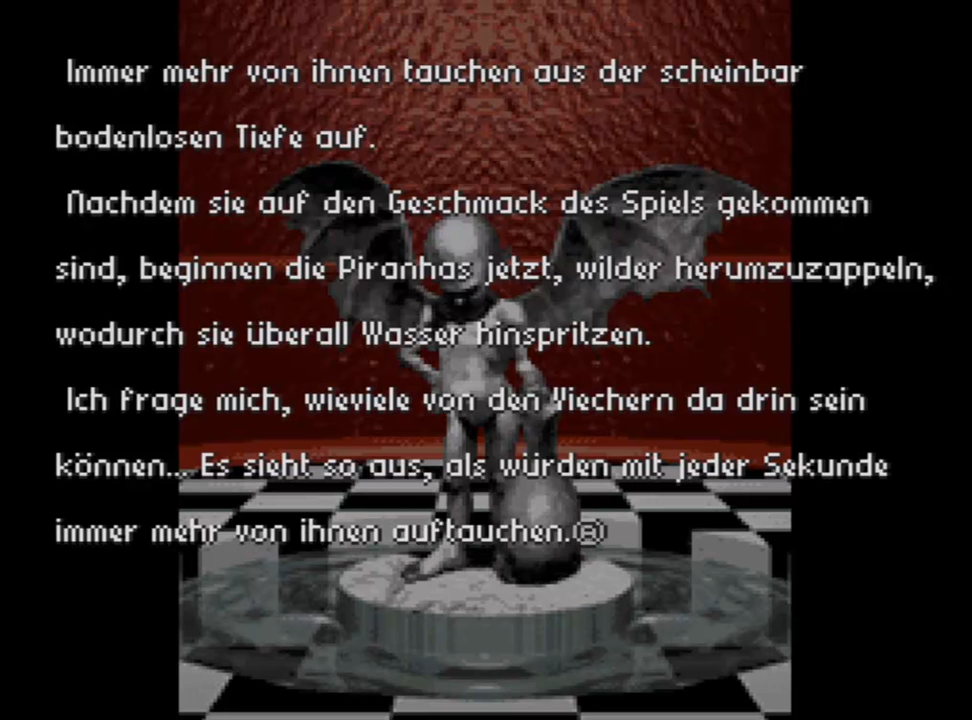 Immer mehr von ihnen tauchen aus der scheinbar
bodenlosen Tiefe auf.
Nachdem sie auf den Geschmack des Spiels gekommen
sind, beginnen die Piranhas jetzt, wilder herumzuzappeln,
wodurch sie überall Wasser hinspritzen.
Ich frage mich, wieviele von den Viechern da drin sein
können... Es sieht so aus, als würden mit jeder Sekunde
immer mehr von ihnen auftauchen.Ⓐ